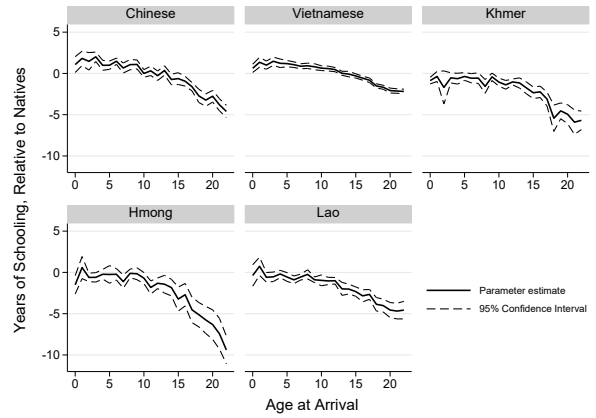 Chinese
Vietnamese
Khmer
Years of Schooling, Relative to Natives
5
0
-5
-10
0 5 10 15 20
0 5 10 15 20
0 5 10 15 20
Hmong
Lao
5
0
-5
-10
0 5 10 15 20
0 5 10 15 20
Parameter estimate
95% Confidence Interval
Age at Arrival